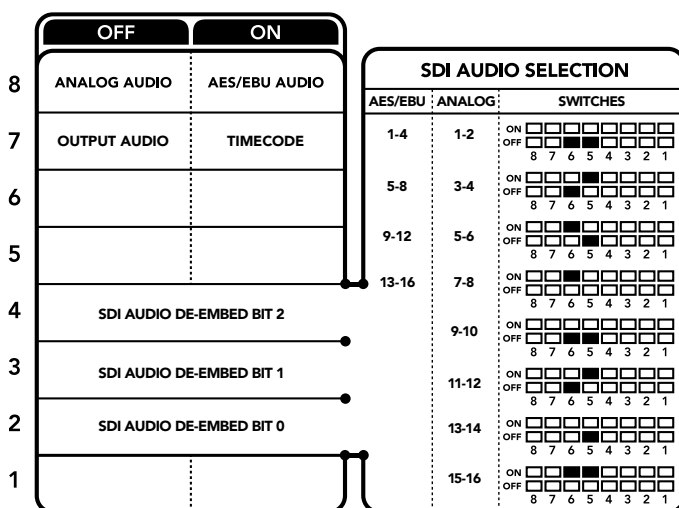 OFF ON
8 ANALOG AUDIO AES/EBU AUDIO
7 OUTPUT AUDIO TIMECODE
6
5
4 SDI AUDIO DE-EMBED BIT 2
3 SDI AUDIO DE-EMBED BIT 1
2 SDI AUDIO DE-EMBED BIT 0
1
SDI AUDIO SELECTION
AES/EBU ANALOG SWITCHES
1-4 1-2 ON
OFF
8 7 6 5 4 3 2 1
5-8 3-4 ON
OFF
8 7 6 5 4 3 2 1
9-12 5-6 ON
OFF
8 7 6 5 4 3 2 1
13-16 7-8 ON
OFF
8 7 6 5 4 3 2 1
9-10 ON
OFF
8 7 6 5 4 3 2 1
11-12 ON
OFF
8 7 6 5 4 3 2 1
13-14 ON
OFF
8 7 6 5 4 3 2 1
15-16 ON
OFF
8 7 6 5 4 3 2 1